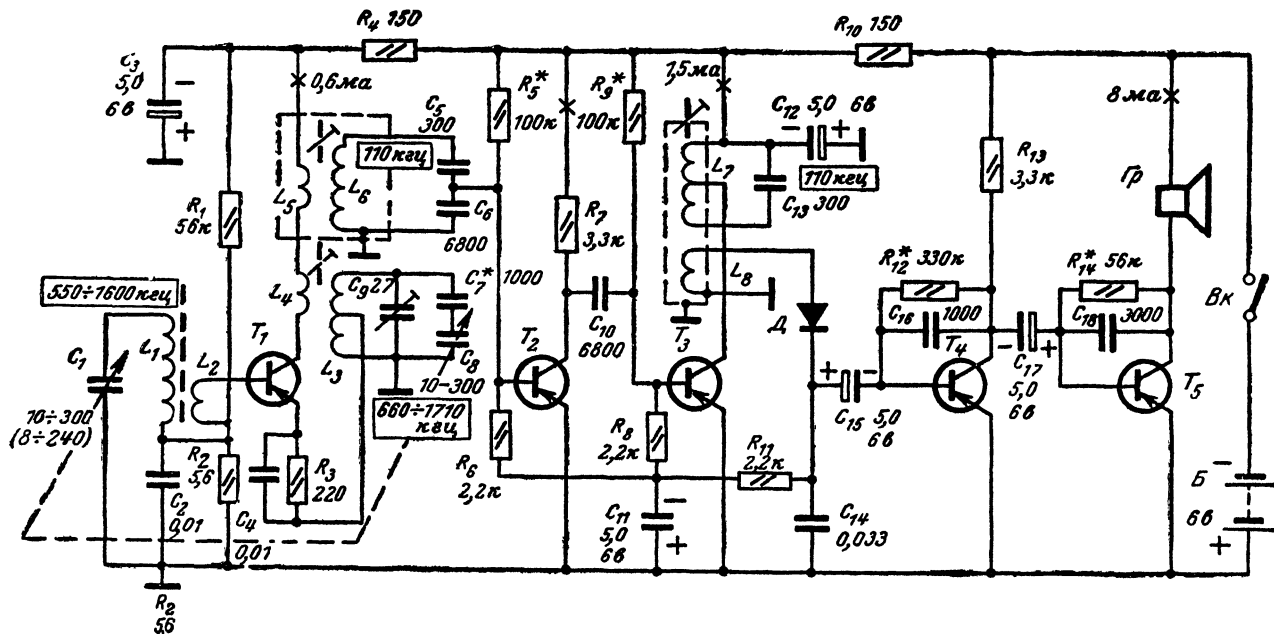 R4 150
R10 150
C3
5,0
6в
−
+
0,6ма
R5*
100к
R9*
100к
1,5ма
C12 5,0 6в
− +
8ма
C5
300
110кгц
L5
L6
C6
6800
R1
56к
R7
3,3к
L7
110кгц
C13 300
R13
3,3к
Гр
550÷1600кгц
L4
C9 27
C7* 1000
L8
R12* 330к
R14* 56к
Вк
C1
L1
L2
T1
L3
C8
10-300
T2
C10
6800
T3
Д
C16
1000
T4
C18
3000
− +
C17
5,0
6в
T5
10÷300
(8÷240)
660÷1710
кгц
+ −
C15
5,0
6в
R2
5,6
R3
220
R6
2,2к
R8
2,2к
R11
2,2к
C2
0,01
C4
0,01
C11
5,0
6в
−
+
C14
0,033
Б
6в
−
+
R2
5,6